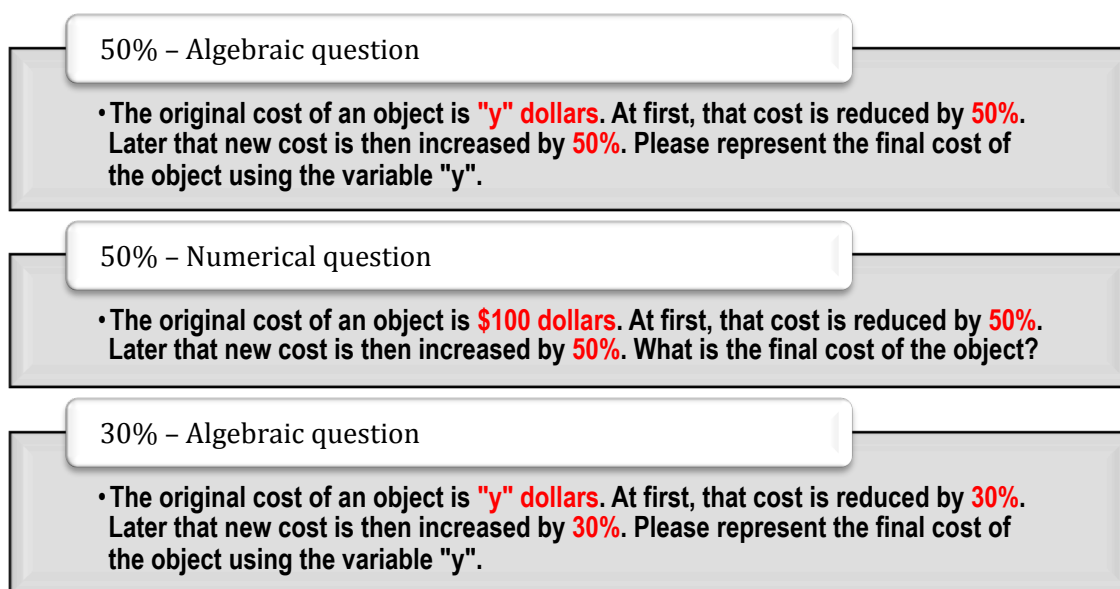 50% – Algebraic question
•The original cost of an object is "y" dollars. At first, that cost is reduced by 50%.
Later that new cost is then increased by 50%. Please represent the final cost of
the object using the variable "y".
50% – Numerical question
•The original cost of an object is $100 dollars. At first, that cost is reduced by 50%.
Later that new cost is then increased by 50%. What is the final cost of the object?
30% – Algebraic question
•The original cost of an object is "y" dollars. At first, that cost is reduced by 30%.
Later that new cost is then increased by 30%. Please represent the final cost of
the object using the variable "y".